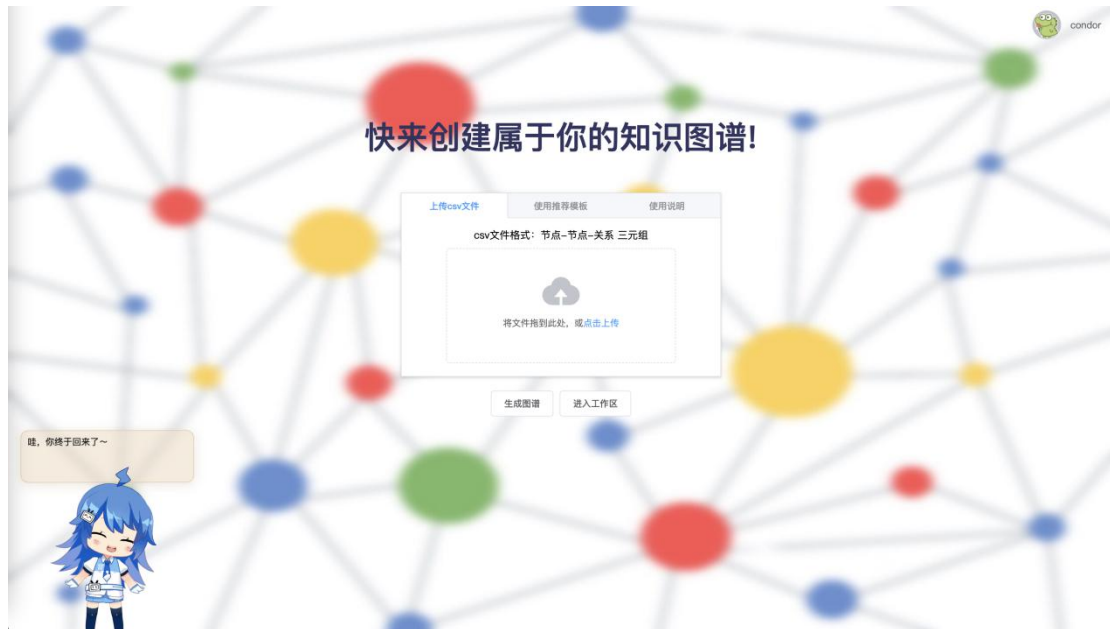 condor
快来创建属于你的知识图谱!
上传csv文件 使用推荐模板 使用说明
csv文件格式：节点-节点-关系 三元组
将文件拖到此处，或点击上传
生成图谱 进入工作区
哇，你终于回来了~